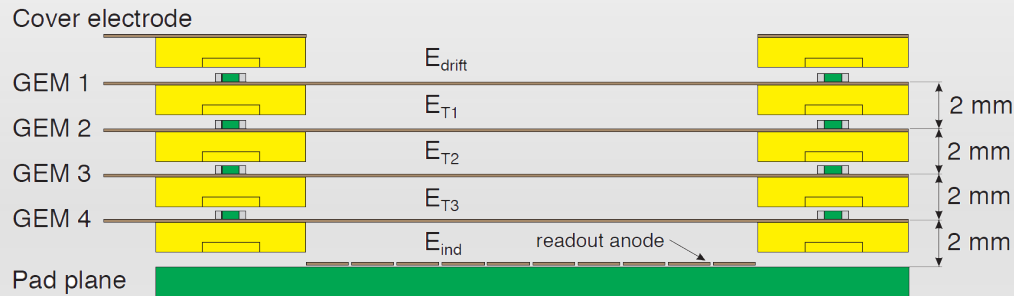 Cover electrode
E_drift
GEM 1
E_T1
2 mm
GEM 2
E_T2
2 mm
GEM 3
E_T3
2 mm
GEM 4
E_ind
readout anode
2 mm
Pad plane